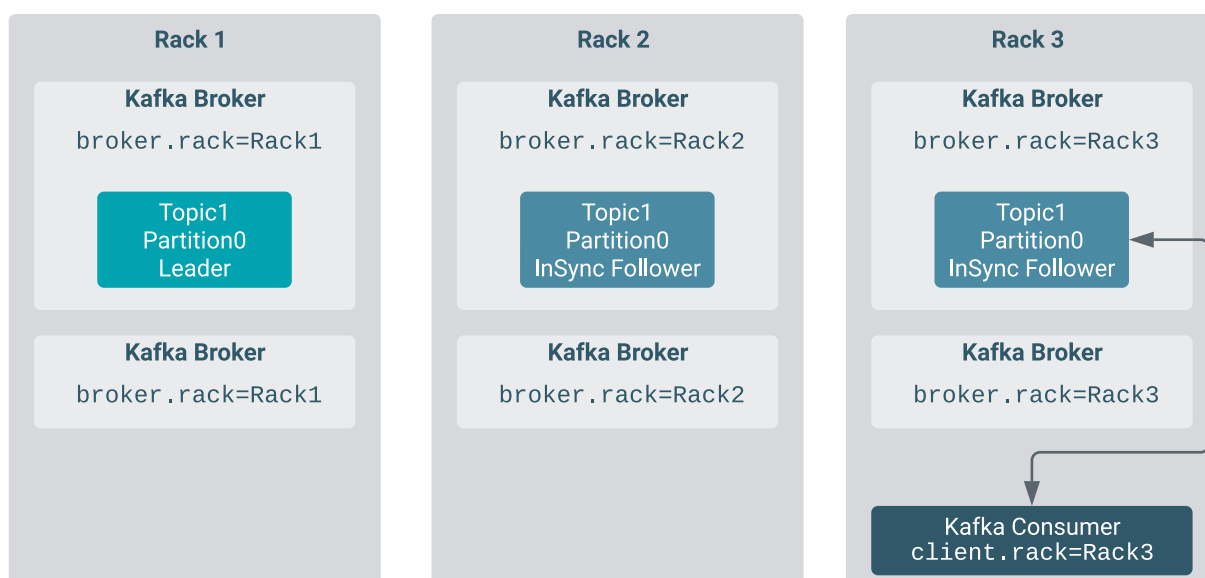 Rack 1
Kafka Broker
broker.rack=Rack1
Topic1
Partition0
Leader
Kafka Broker
broker.rack=Rack1
Rack 2
Kafka Broker
broker.rack=Rack2
Topic1
Partition0
InSync Follower
Kafka Broker
broker.rack=Rack2
Rack 3
Kafka Broker
broker.rack=Rack3
Topic1
Partition0
InSync Follower
Kafka Broker
broker.rack=Rack3
Kafka Consumer
client.rack=Rack3